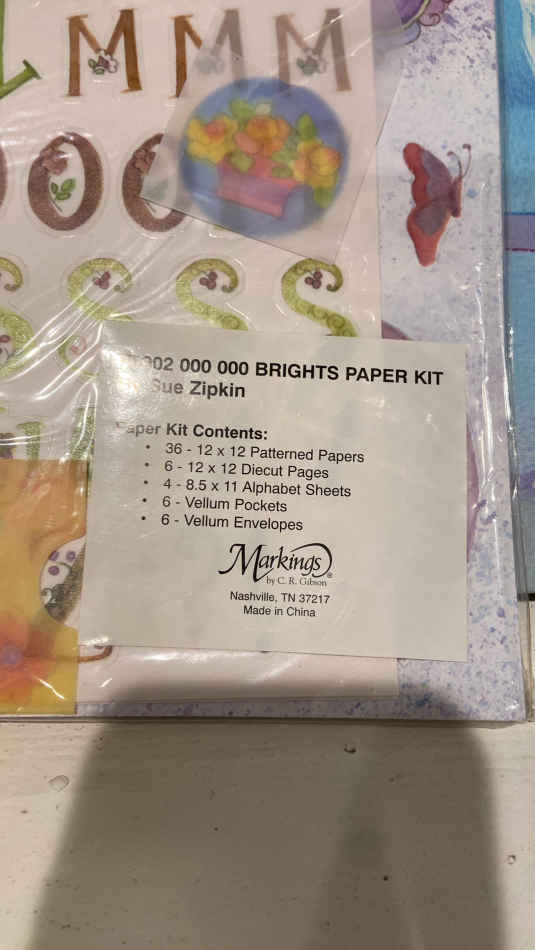 M M M
O O
S S S S
002 000 000 BRIGHTS PAPER KIT
Sue Zipkin
Paper Kit Contents:
• 36 - 12 x 12 Patterned Papers
• 6 - 12 x 12 Diecut Pages
• 4 - 8.5 x 11 Alphabet Sheets
• 6 - Vellum Pockets
• 6 - Vellum Envelopes
Markings®
by C. R. Gibson
Nashville, TN 37217
Made in China